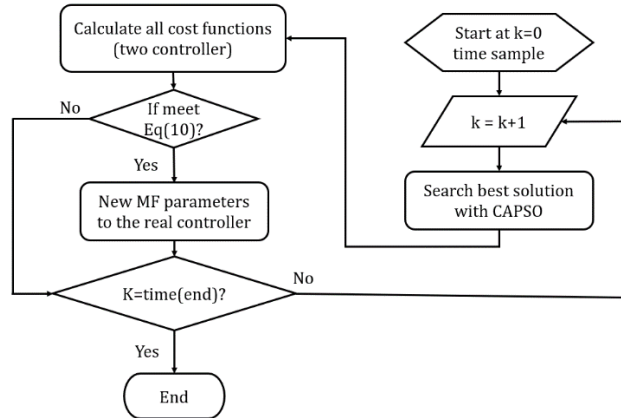 Calculate all cost functions
(two controller)
Start at k=0
time sample
No
If meet
Eq(10)?
k = k+1
Yes
Search best solution
with CAPSO
New MF parameters
to the real controller
K=time(end)?
No
Yes
End